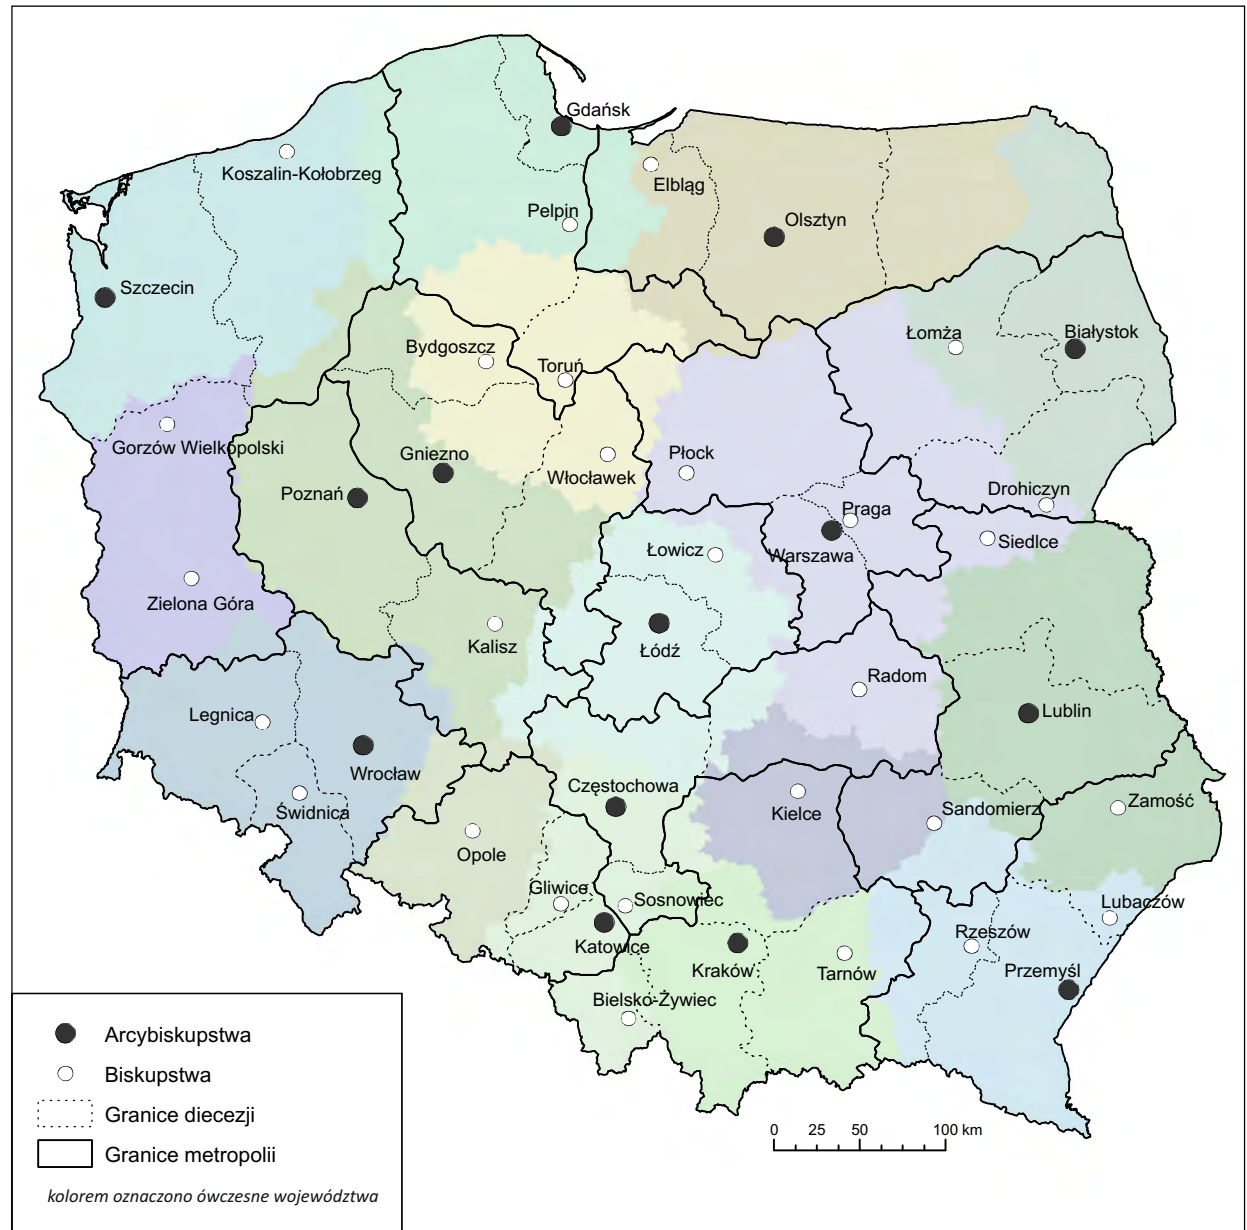 Gdańsk
Koszalin-Kołobrzeg
Elbląg
Pelpin
Olsztyn
Szczecin
Łomża
Białystok
Bydgoszcz
Toruń
Gorzów Wielkopolski
Gniezno
Płock
Włocławek
Poznań
Drohiczyn
Praga
Siedlce
Łowicz
Warszawa
Zielona Góra
Kalisz
Łódź
Radom
Legnica
Lublin
Wrocław
Częstochowa
Zamość
Sandomierz
Świdnica
Kielce
Opole
Gliwice
Sosnowiec
Lubaczów
Rzeszów
Katowice
Kraków
Tarnów
Przemyśl
Bielsko-Żywiec
Arcybiskupstwa
Biskupstwa
Granice diecezji
Granice metropolii
kolorem oznaczono ówczesne województwa
0 25 50 100 km